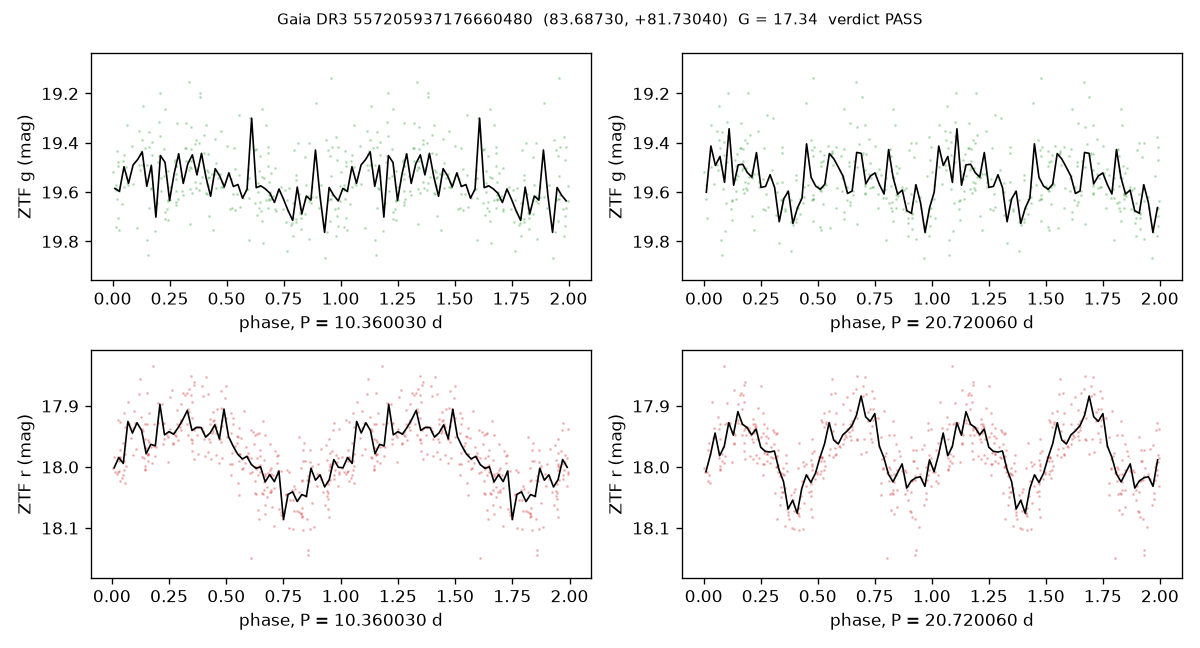 Gaia DR3 557205937176660480  (83.68730, +81.73040)  G = 17.34  verdict PASS
ZTF g (mag)
19.2
19.4
19.6
19.8
0.00 0.25 0.50 0.75 1.00 1.25 1.50 1.75 2.00
phase, P = 10.360030 d
ZTF g (mag)
19.2
19.4
19.6
19.8
0.00 0.25 0.50 0.75 1.00 1.25 1.50 1.75 2.00
phase, P = 20.720060 d
ZTF r (mag)
17.9
18.0
18.1
0.00 0.25 0.50 0.75 1.00 1.25 1.50 1.75 2.00
phase, P = 10.360030 d
ZTF r (mag)
17.9
18.0
18.1
0.00 0.25 0.50 0.75 1.00 1.25 1.50 1.75 2.00
phase, P = 20.720060 d